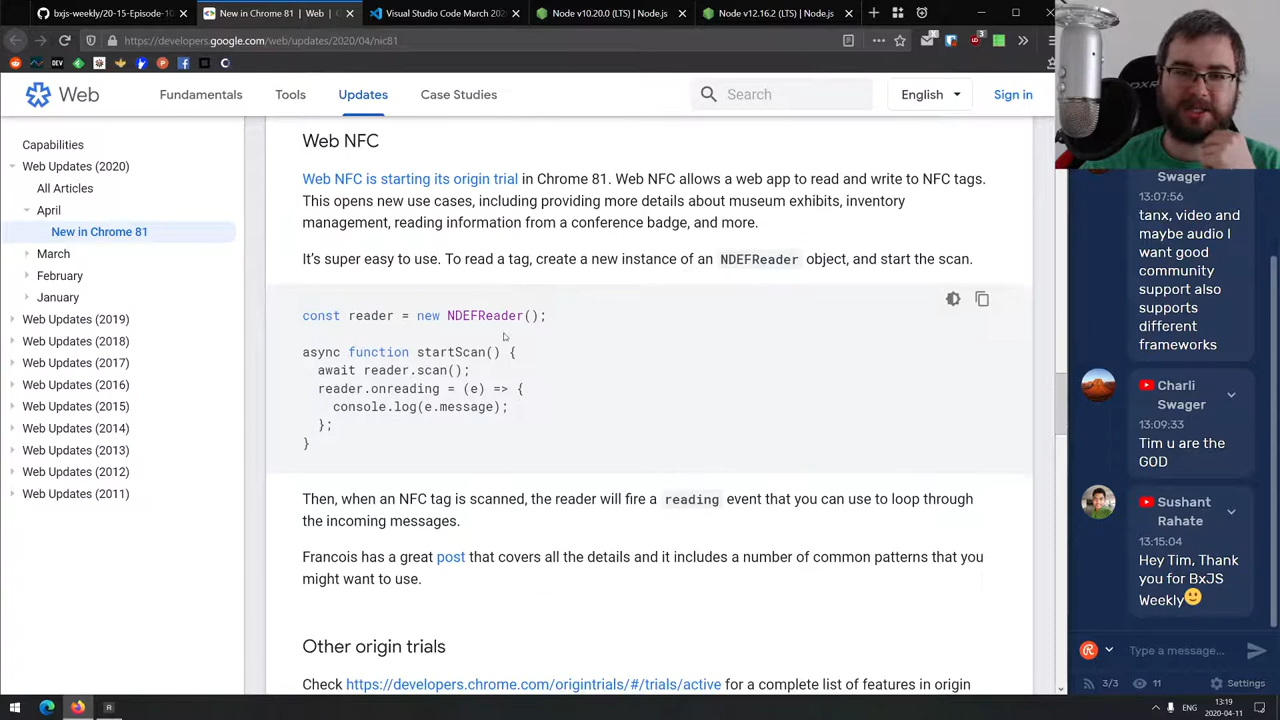 bxjs-weekly/20-15-Episode-10
New in Chrome 81 | Web
Visual Studio Code March 202
Node v10.20.0 (LTS) | Node.js
Node v12.16.2 (LTS) | Node.js
https://developers.google.com/web/updates/2020/04/nic81
3
DEV
Web
Fundamentals
Tools
Updates
Case Studies
Search
English
Sign in
Capabilities
Web Updates (2020)
All Articles
April
New in Chrome 81
March
February
January
Web Updates (2019)
Web Updates (2018)
Web Updates (2017)
Web Updates (2016)
Web Updates (2015)
Web Updates (2014)
Web Updates (2013)
Web Updates (2012)
Web Updates (2011)
Web NFC
Web NFC is starting its origin trial in Chrome 81. Web NFC allows a web app to read and write to NFC tags.
This opens new use cases, including providing more details about museum exhibits, inventory
management, reading information from a conference badge, and more.
It’s super easy to use. To read a tag, create a new instance of an NDEFReader object, and start the scan.
const reader = new NDEFReader();
async function startScan() {
await reader.scan();
reader.onreading = (e) => {
console.log(e.message);
};
}
Then, when an NFC tag is scanned, the reader will fire a reading event that you can use to loop through
the incoming messages.
Francois has a great post that covers all the details and it includes a number of common patterns that you
might want to use.
Other origin trials
Check https://developers.chrome.com/origintrials/#/trials/active for a complete list of features in origin
Swager
13:07:56
tanx, video and
maybe audio I
want good
community
support also
supports
different
frameworks
Charli
Swager
13:09:33
Tim u are the
GOD
Sushant
Rahate
13:15:04
Hey Tim, Thank
you for BxJS
Weekly
Type a message...
3/3
11
Settings
ENG
13:19
2020-04-11